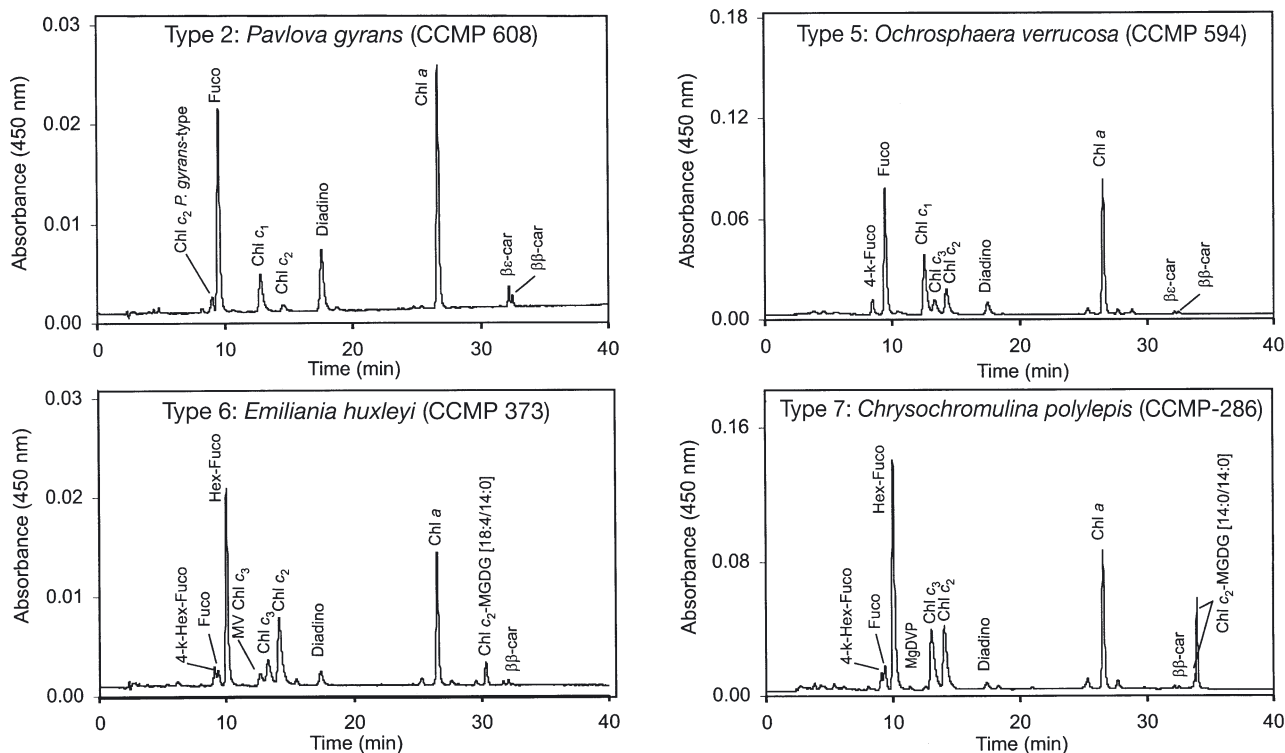 Type 2: Pavlova gyrans (CCMP 608)
Absorbance (450 nm)
0.03
0.02
0.01
0.00
Chl c2 P. gyrans-type
Fuco
Chl c1
Chl c2
Diadino
Chl a
βε-car
ββ-car
0
10
20
30
40
Time (min)
Type 5: Ochrosphaera verrucosa (CCMP 594)
Absorbance (450 nm)
0.18
0.12
0.06
0.00
4-k-Fuco
Fuco
Chl c1
Chl c3
Chl c2
Diadino
Chl a
βε-car
ββ-car
0
10
20
30
40
Time (min)
Type 6: Emiliania huxleyi (CCMP 373)
Absorbance (450 nm)
0.03
0.02
0.01
0.00
4-k-Hex-Fuco
Fuco
Hex-Fuco
MV Chl c3
Chl c3
Chl c2
Diadino
Chl a
Chl c2-MGDG [18:4/14:0]
ββ-car
0
10
20
30
40
Time (min)
Type 7: Chrysochromulina polylepis (CCMP-286)
Absorbance (450 nm)
0.16
0.08
0.00
4-k-Hex-Fuco
Fuco
Hex-Fuco
MgDVP
Chl c3
Chl c2
Diadino
Chl a
ββ-car
Chl c2-MGDG [14:0/14:0]
0
10
20
30
40
Time (min)